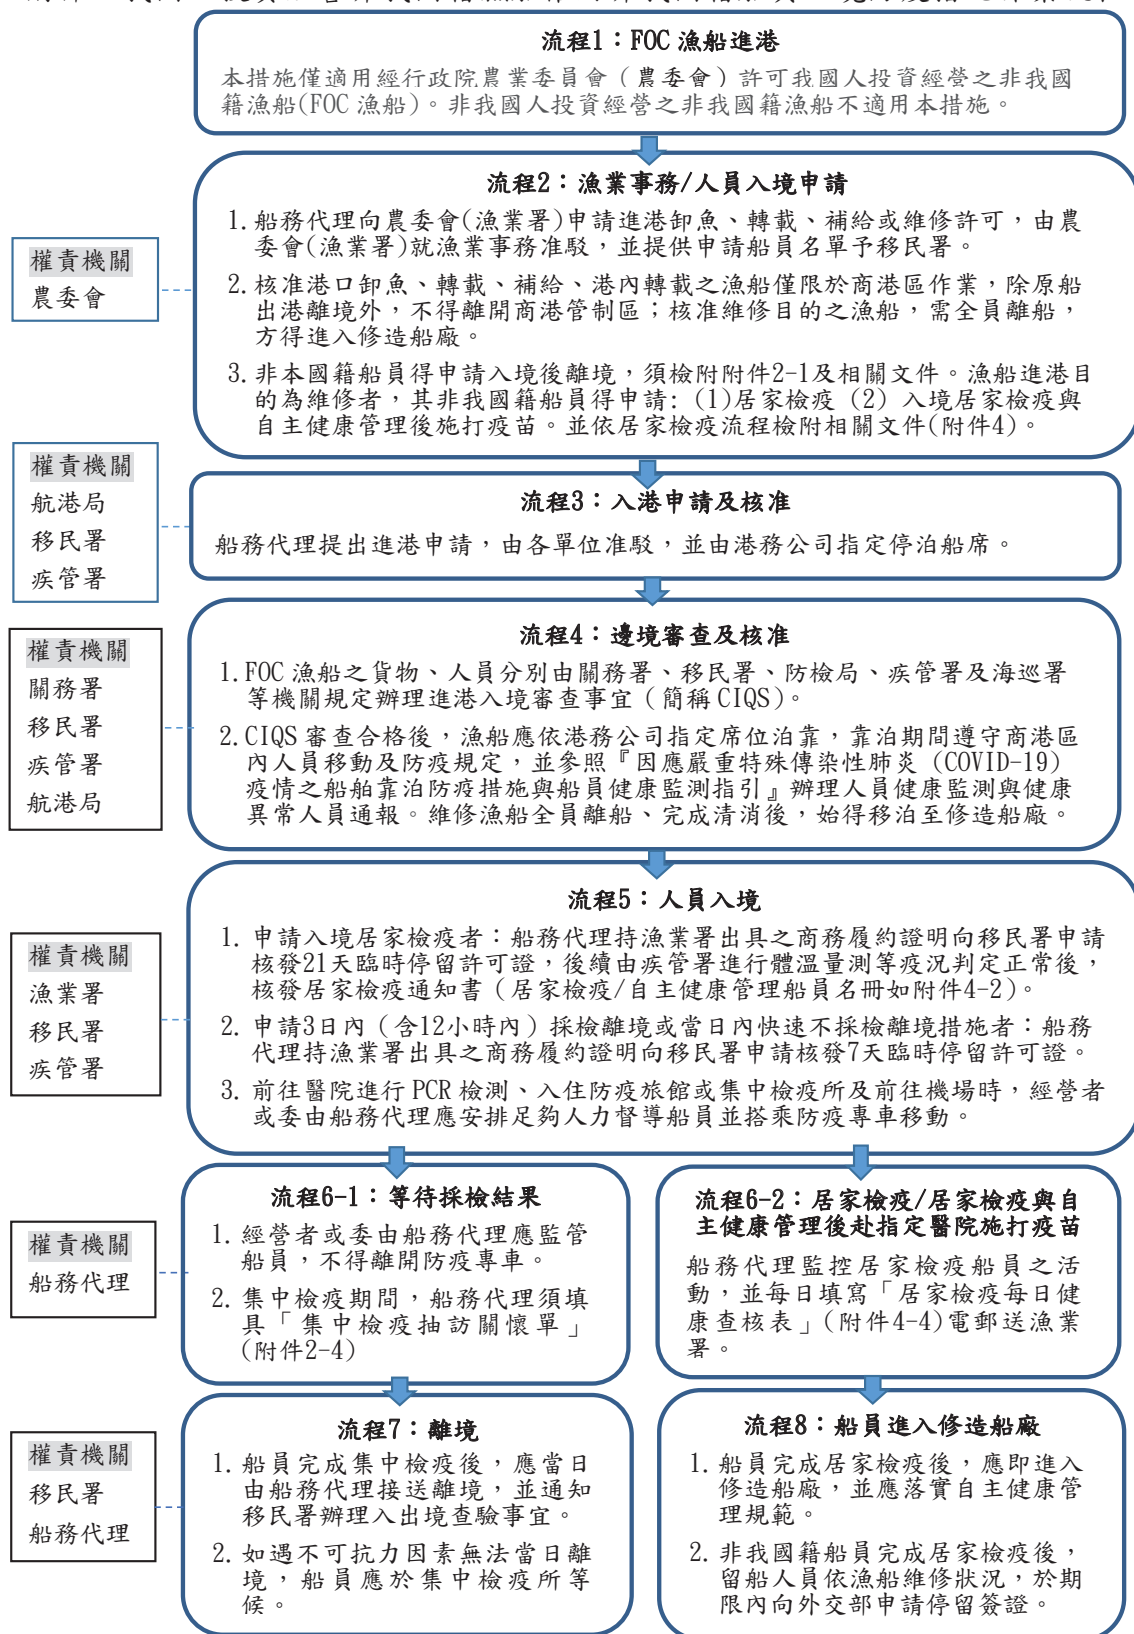 流程1：FOC 漁船進港
本措施僅適用經行政院農業委員會（農委會）許可我國人投資經營之非我國
籍漁船(FOC 漁船)。非我國人投資經營之非我國籍漁船不適用本措施。
流程2：漁業事務/人員入境申請
1. 船務代理向農委會(漁業署)申請進港卸魚、轉載、補給或維修許可，由農
委會(漁業署)就漁業事務准駁，並提供申請船員名單予移民署。
2. 核准港口卸魚、轉載、補給、港內轉載之漁船僅限於商港區作業，除原船
出港離境外，不得離開商港管制區；核准維修目的之漁船，需全員離船，
方得進入修造船廠。
3. 非本國籍船員得申請入境後離境，須檢附附件2-1及相關文件。漁船進港目
的為維修者，其非我國籍船員得申請: (1)居家檢疫 (2) 入境居家檢疫與
自主健康管理後施打疫苗。並依居家檢疫流程檢附相關文件(附件4)。
權責機關
農委會
流程3：入港申請及核准
船務代理提出進港申請，由各單位准駁，並由港務公司指定停泊船席。
權責機關
航港局
移民署
疾管署
流程4：邊境審查及核准
1. FOC 漁船之貨物、人員分別由關務署、移民署、防檢局、疾管署及海巡署
等機關規定辦理進港入境審查事宜（簡稱 CIQS）。
2. CIQS 審查合格後，漁船應依港務公司指定席位泊靠，靠泊期間遵守商港區
內人員移動及防疫規定，並參照『因應嚴重特殊傳染性肺炎（COVID-19）
疫情之船舶靠泊防疫措施與船員健康監測指引』辦理人員健康監測與健康
異常人員通報。維修漁船全員離船、完成清消後，始得移泊至修造船廠。
權責機關
關務署
移民署
疾管署
航港局
流程5：人員入境
1. 申請入境居家檢疫者：船務代理持漁業署出具之商務履約證明向移民署申請
核發21天臨時停留許可證，後續由疾管署進行體溫量測等疫況判定正常後，
核發居家檢疫通知書（居家檢疫/自主健康管理船員名冊如附件4-2）。
2. 申請3日內（含12小時內）採檢離境或當日內快速不採檢離境措施者：船務
代理持漁業署出具之商務履約證明向移民署申請核發7天臨時停留許可證。
3. 前往醫院進行 PCR 檢測、入住防疫旅館或集中檢疫所及前往機場時，經營者
或委由船務代理應安排足夠人力督導船員並搭乘防疫專車移動。
權責機關
漁業署
移民署
疾管署
流程6-1：等待採檢結果
1. 經營者或委由船務代理應監管
船員，不得離開防疫專車。
2. 集中檢疫期間，船務代理須填
具「集中檢疫抽訪關懷單」
(附件2-4)
流程6-2：居家檢疫/居家檢疫與自
主健康管理後赴指定醫院施打疫苗
船務代理監控居家檢疫船員之活
動，並每日填寫「居家檢疫每日健
康查核表」(附件4-4)電郵送漁業
署。
權責機關
船務代理
流程7：離境
1. 船員完成集中檢疫後，應當日
由船務代理接送離境，並通知
移民署辦理入出境查驗事宜。
2. 如遇不可抗力因素無法當日離
境，船員應於集中檢疫所等
候。
流程8：船員進入修造船廠
1. 船員完成居家檢疫後，應即進入
修造船廠，並應落實自主健康管
理規範。
2. 非我國籍船員完成居家檢疫後，
留船人員依漁船維修狀況，於期
限內向外交部申請停留簽證。
權責機關
移民署
船務代理